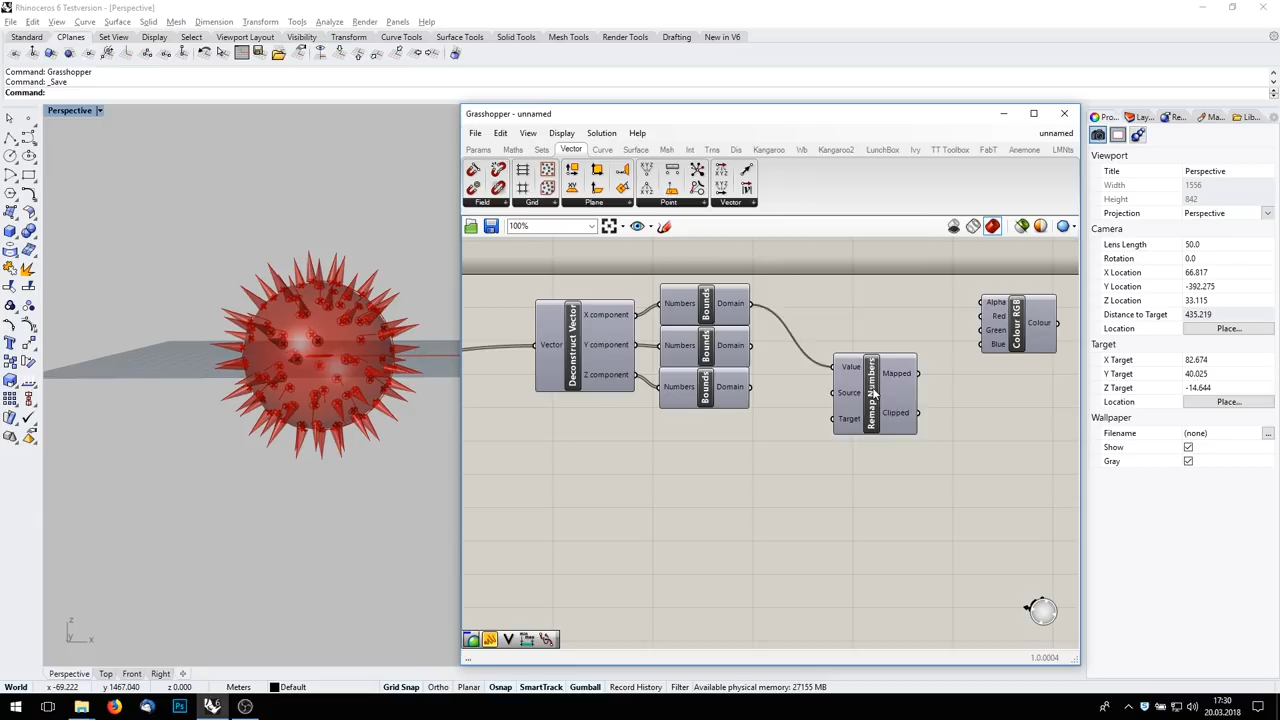 Rhinoceros 6 Testversion - [Perspective]
File Edit View Curve Surface Solid Mesh Dimension Transform Tools Analyze Render Panels Help
Standard CPlanes Set View Display Select Viewport Layout Visibility Transform Curve Tools Surface Tools Solid Tools Mesh Tools Render Tools Drafting New in V6
Command: Grasshopper
Command: _Save
Command:
Perspective
Grasshopper - unnamed
File Edit View Display Solution Help unnamed
Params Maths Sets Vector Curve Surface Msh Int Trns Dis Kangaroo Wb Kangaroo2 LunchBox Ivy TT Toolbox FabT Anemone LMNts
Field Grid Plane Point Vector
100%
Vector
Deconstruct Vector
X component
Y component
Z component
Numbers Bounds Domain
Numbers Bounds Domain
Numbers Bounds Domain
Value
Source
Target
Remap Numbers
Mapped
Clipped
Alpha
Red
Green
Blue
Colour RGB
Colour
...
1.0.0004
Pro... Lay... Re... Ma... Lib...
Viewport
Title Perspective
Width 1556
Height 842
Projection Perspective
Camera
Lens Length 50.0
Rotation 0.0
X Location 66.817
Y Location -392.275
Z Location 33.115
Distance to Target 435.219
Location Place...
Target
X Target 82.674
Y Target 40.025
Z Target -14.644
Location Place...
Wallpaper
Filename (none) ...
Show
Gray
z
y x
Perspective Top Front Right
World x -69.222 y 1467.040 z 0.000 Meters Default Grid Snap Ortho Planar Osnap SmartTrack Gumball Record History Filter Available physical memory: 27155 MB
Ps
17:30
20.03.2018